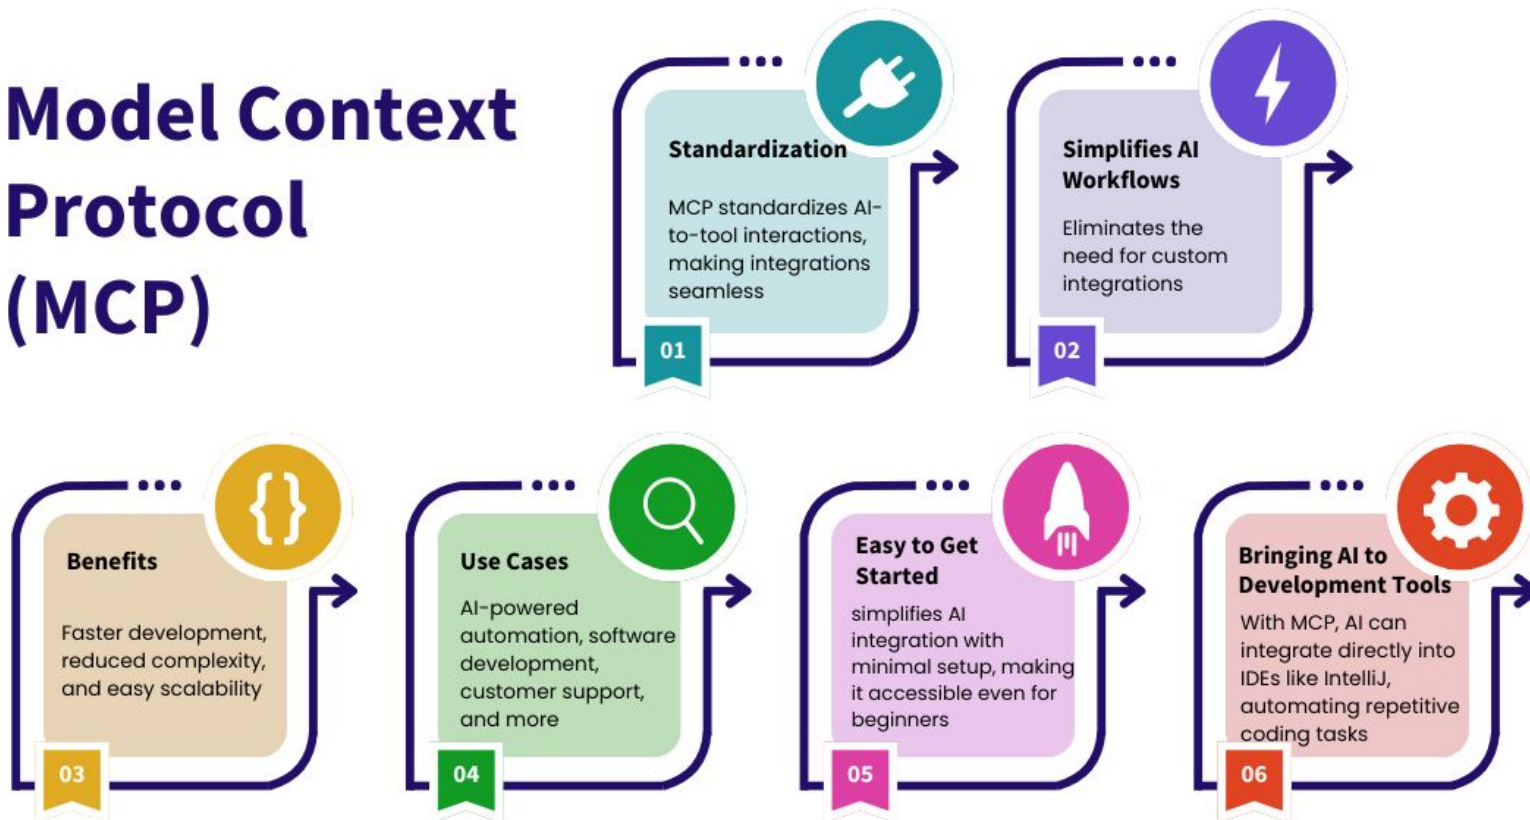 Model Context
Protocol
(MCP)
Standardization
MCP standardizes AI-
to-tool interactions,
making integrations
seamless
01
Simplifies AI
Workflows
Eliminates the
need for custom
integrations
02
Benefits
Faster development,
reduced complexity,
and easy scalability
03
Use Cases
AI-powered
automation, software
development,
customer support,
and more
04
Easy to Get
Started
simplifies AI
integration with
minimal setup, making
it accessible even for
beginners
05
Bringing AI to
Development Tools
With MCP, AI can
integrate directly into
IDEs like IntelliJ,
automating repetitive
coding tasks
06